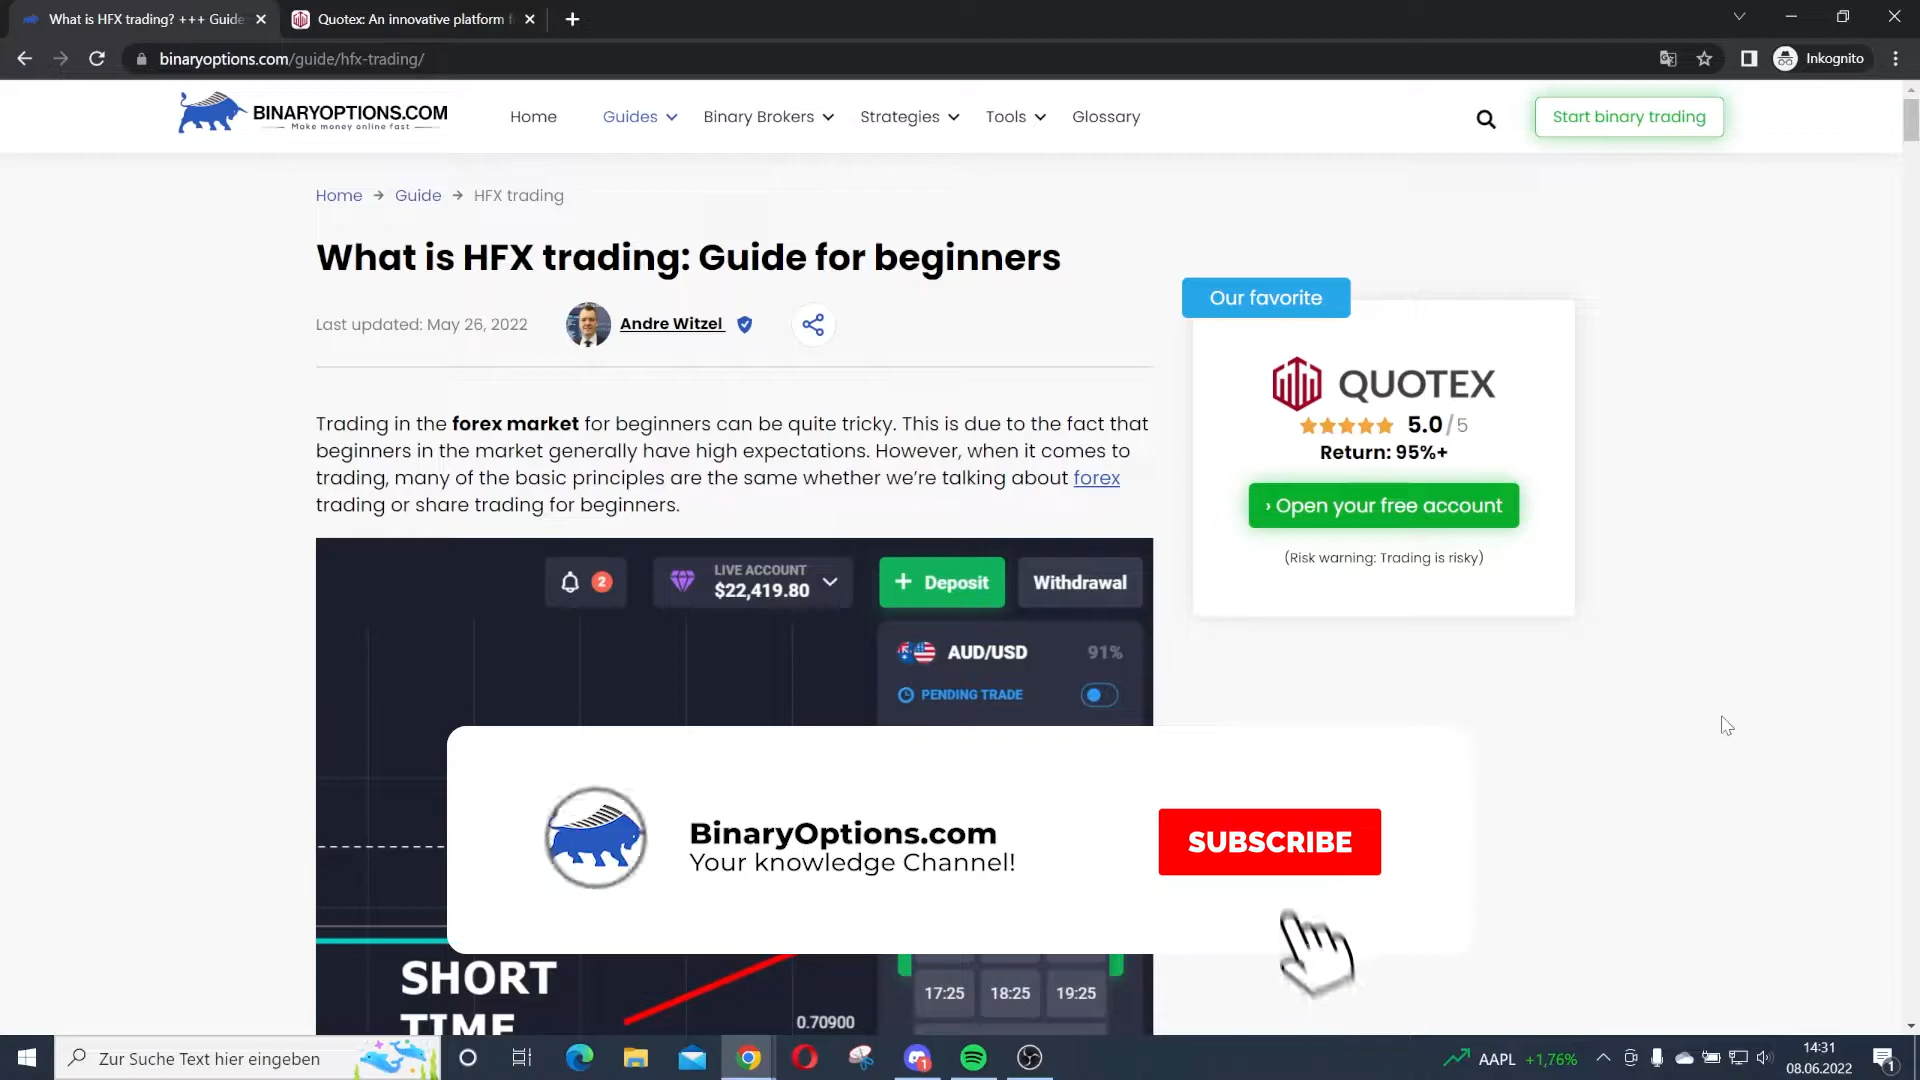 What is HFX trading? +++ Guide
Quotex: An innovative platform f
binaryoptions.com/guide/hfx-trading/
Inkognito
BINARYOPTIONS.COM
Make money online fast
Home
Guides
Binary Brokers
Strategies
Tools
Glossary
Start binary trading
Home → Guide → HFX trading
What is HFX trading: Guide for beginners
Last updated: May 26, 2022
Andre Witzel
Our favorite
QUOTEX
5.0/5
Return: 95%+
› Open your free account
(Risk warning: Trading is risky)
Trading in the forex market for beginners can be quite tricky. This is due to the fact that
beginners in the market generally have high expectations. However, when it comes to
trading, many of the basic principles are the same whether we’re talking about forex
trading or share trading for beginners.
2
LIVE ACCOUNT
$22,419.80
+ Deposit
Withdrawal
AUD/USD
91%
PENDING TRADE
BinaryOptions.com
Your knowledge Channel!
SUBSCRIBE
SHORT
TIME
17:25
18:25
19:25
0.70900
Zur Suche Text hier eingeben
1
AAPL +1,76%
14:31
08.06.2022
1